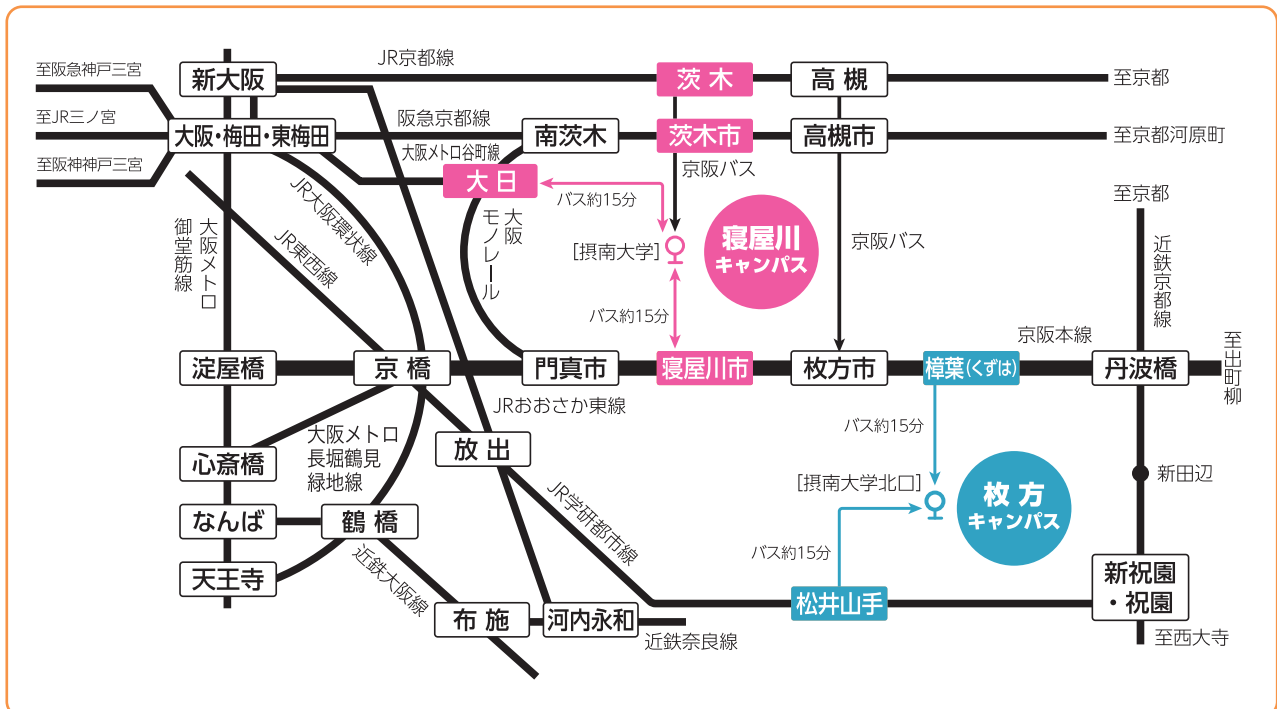 JR京都線
至阪急神戸三宮
新大阪
茨木
高槻
至京都
至JR三ノ宮
阪急京都線
大阪・梅田・東梅田
南茨木
茨木市
高槻市
至京都河原町
至阪神神戸三宮
大阪メトロ谷町線
京阪バス
大日
バス約15分
至京都
JR大阪環状線
大阪
モノレール
大阪メトロ
御堂筋線
JR東西線
[摂南大学]
寝屋川
キャンパス
京阪バス
近鉄京都線
バス約15分
京阪本線
至出町柳
淀屋橋
京橋
門真市
寝屋川市
枚方市
樟葉(くずは)
丹波橋
JRおおさか東線
バス約15分
大阪メトロ
長堀鶴見
緑地線
心斎橋
放出
新田辺
[摂南大学北口]
枚方
キャンパス
JR学研都市線
なんば
鶴橋
バス約15分
近鉄大阪線
天王寺
新祝園
・祝園
松井山手
布施
河内永和
近鉄奈良線
至西大寺